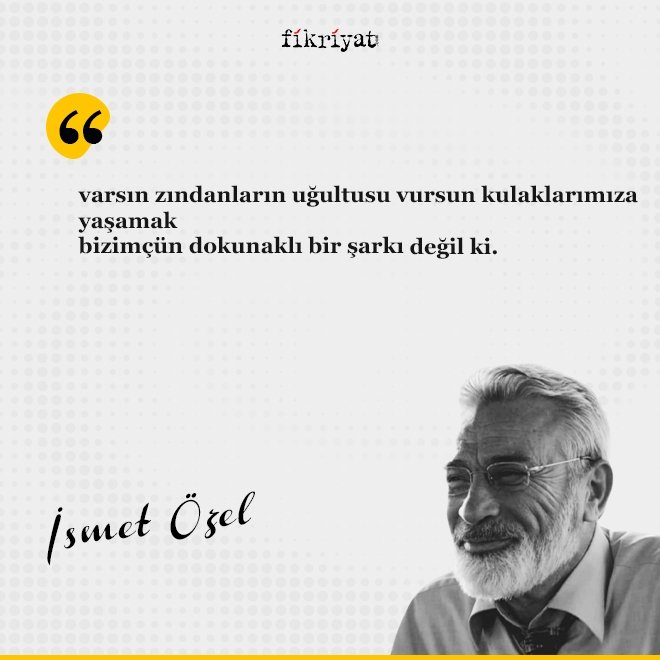 fikriyat
varsın zındanların uğultusu vursun kulaklarımıza
yaşamak
bizimçün dokunaklı bir şarkı değil ki.
İsmet Özel